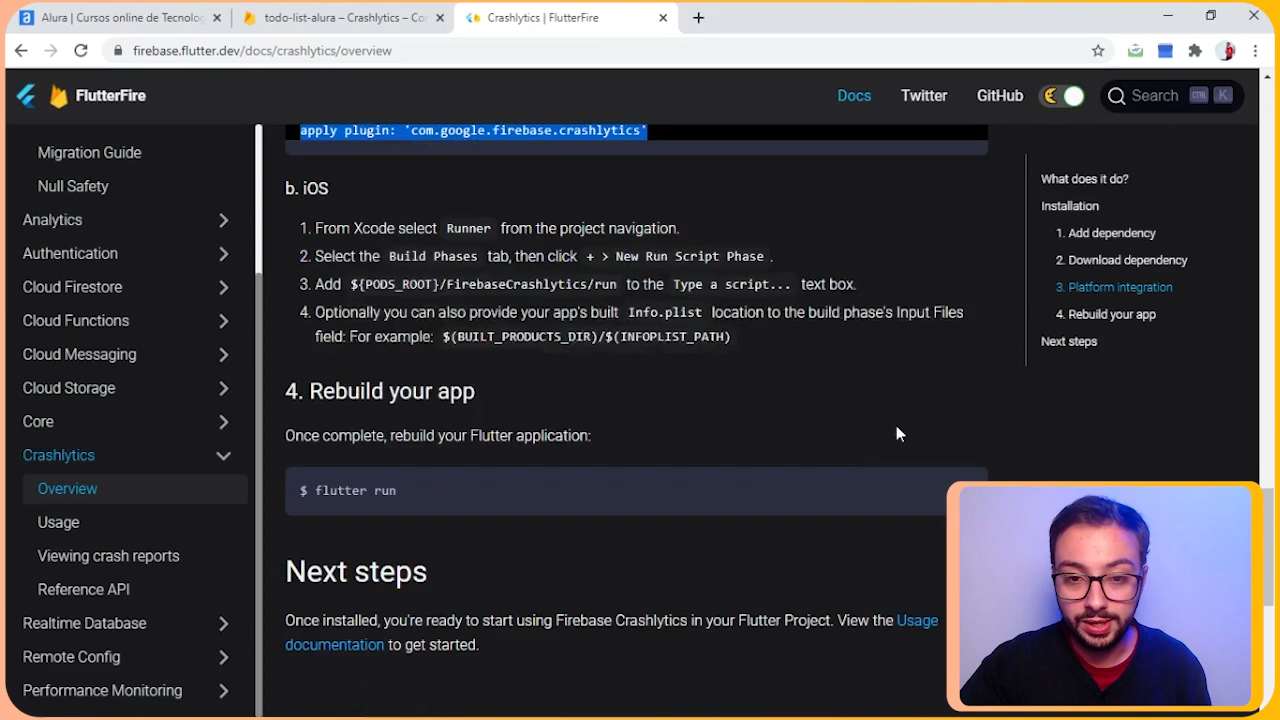 Alura | Cursos online de Tecnolog
todo-list-alura – Crashlytics – Co
Crashlytics | FlutterFire
firebase.flutter.dev/docs/crashlytics/overview
FlutterFire
Docs
Twitter
GitHub
Search
CTRL
K
Migration Guide
Null Safety
Analytics
Authentication
Cloud Firestore
Cloud Functions
Cloud Messaging
Cloud Storage
Core
Crashlytics
Overview
Usage
Viewing crash reports
Reference API
Realtime Database
Remote Config
Performance Monitoring
apply plugin: 'com.google.firebase.crashlytics'
b. iOS
1. From Xcode select Runner from the project navigation.
2. Select the Build Phases tab, then click + > New Run Script Phase .
3. Add ${PODS_ROOT}/FirebaseCrashlytics/run to the Type a script... text box.
4. Optionally you can also provide your app's built Info.plist location to the build phase's Input Files
field: For example: $(BUILT_PRODUCTS_DIR)/$(INFOPLIST_PATH)
4. Rebuild your app
Once complete, rebuild your Flutter application:
$ flutter run
Next steps
Once installed, you're ready to start using Firebase Crashlytics in your Flutter Project. View the Usage
documentation to get started.
What does it do?
Installation
1. Add dependency
2. Download dependency
3. Platform integration
4. Rebuild your app
Next steps